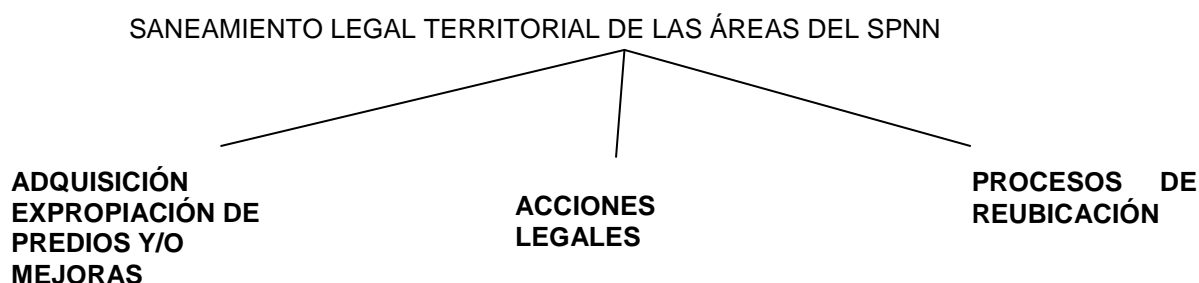 SANEAMIENTO LEGAL TERRITORIAL DE LAS ÁREAS DEL SPNN
ADQUISICIÓN
EXPROPIACIÓN DE
PREDIOS Y/O
MEJORAS
ACCIONES
LEGALES
PROCESOS DE
REUBICACIÓN